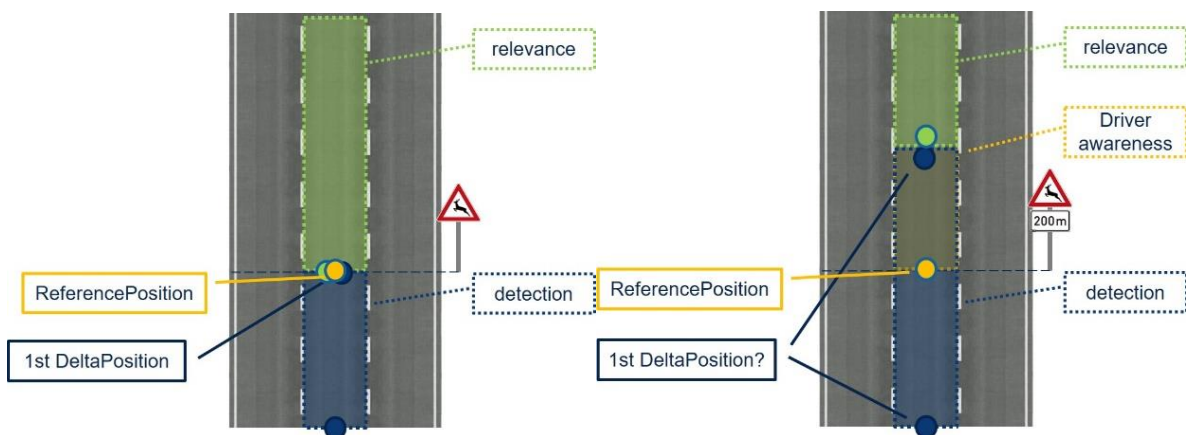 relevance
ReferencePosition
detection
1st DeltaPosition
relevance
Driver
awareness
200m
ReferencePosition
detection
1st DeltaPosition?